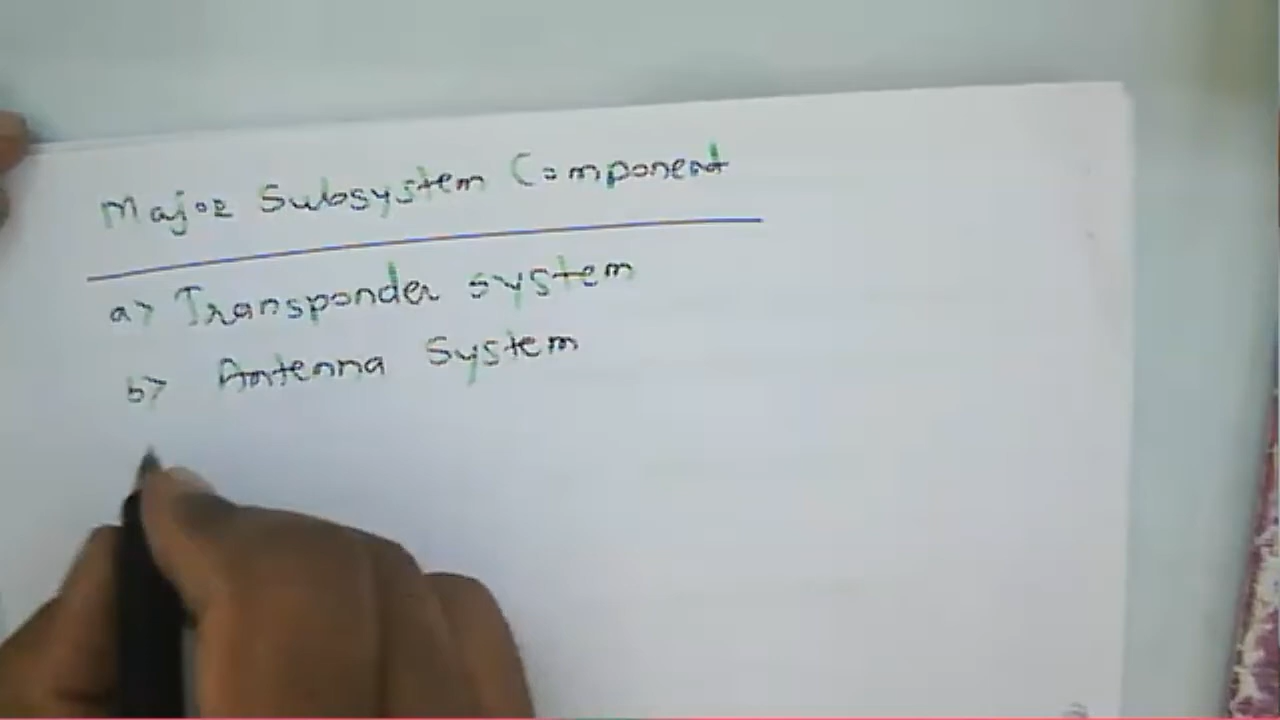 Major Subsystem Component
a> Transponder system
b> Antenna System